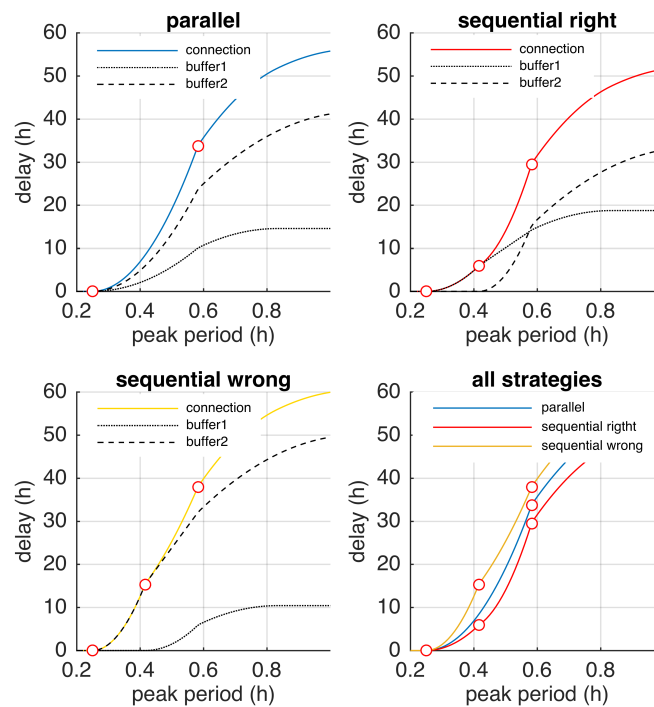 parallel
60
50
40
30
20
10
0
delay (h)
connection
buffer1
buffer2
0.2 0.4 0.6 0.8
peak period (h)
sequential right
60
50
40
30
20
10
0
delay (h)
connection
buffer1
buffer2
0.2 0.4 0.6 0.8
peak period (h)
sequential wrong
60
50
40
30
20
10
0
delay (h)
connection
buffer1
buffer2
0.2 0.4 0.6 0.8
peak period (h)
all strategies
60
50
40
30
20
10
0
delay (h)
parallel
sequential rigtht
sequential wrong
0.2 0.4 0.6 0.8
peak period (h)